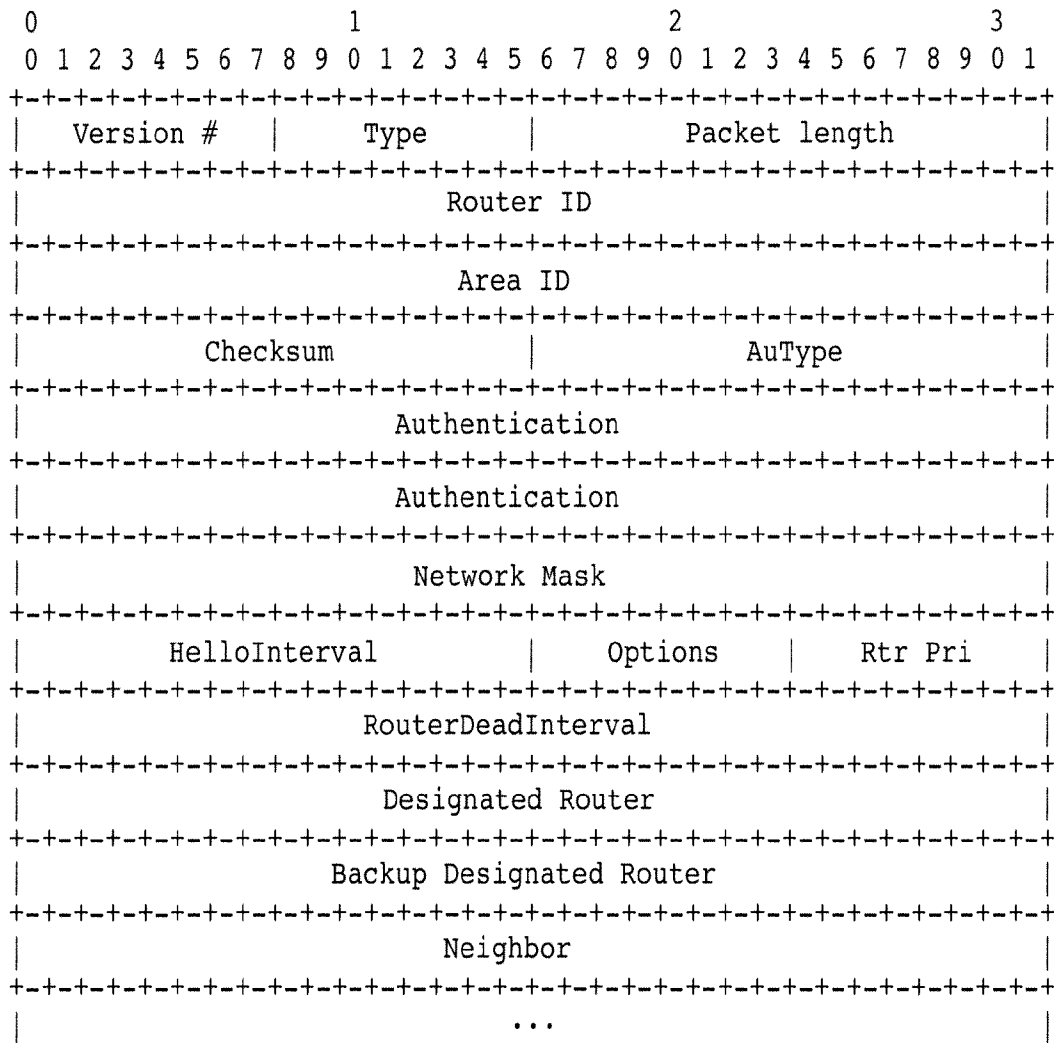 0                   1                   2                   3
0 1 2 3 4 5 6 7 8 9 0 1 2 3 4 5 6 7 8 9 0 1 2 3 4 5 6 7 8 9 0 1
+-+-+-+-+-+-+-+-+-+-+-+-+-+-+-+-+-+-+-+-+-+-+-+-+-+-+-+-+-+-+-+-+
|   Version #   |     Type      |         Packet length         |
+-+-+-+-+-+-+-+-+-+-+-+-+-+-+-+-+-+-+-+-+-+-+-+-+-+-+-+-+-+-+-+-+
|                          Router ID                            |
+-+-+-+-+-+-+-+-+-+-+-+-+-+-+-+-+-+-+-+-+-+-+-+-+-+-+-+-+-+-+-+-+
|                           Area ID                             |
+-+-+-+-+-+-+-+-+-+-+-+-+-+-+-+-+-+-+-+-+-+-+-+-+-+-+-+-+-+-+-+-+
|           Checksum            |             AuType            |
+-+-+-+-+-+-+-+-+-+-+-+-+-+-+-+-+-+-+-+-+-+-+-+-+-+-+-+-+-+-+-+-+
|                       Authentication                          |
+-+-+-+-+-+-+-+-+-+-+-+-+-+-+-+-+-+-+-+-+-+-+-+-+-+-+-+-+-+-+-+-+
|                       Authentication                          |
+-+-+-+-+-+-+-+-+-+-+-+-+-+-+-+-+-+-+-+-+-+-+-+-+-+-+-+-+-+-+-+-+
|                        Network Mask                           |
+-+-+-+-+-+-+-+-+-+-+-+-+-+-+-+-+-+-+-+-+-+-+-+-+-+-+-+-+-+-+-+-+
|         HelloInterval         |    Options    |    Rtr Pri    |
+-+-+-+-+-+-+-+-+-+-+-+-+-+-+-+-+-+-+-+-+-+-+-+-+-+-+-+-+-+-+-+-+
|                     RouterDeadInterval                        |
+-+-+-+-+-+-+-+-+-+-+-+-+-+-+-+-+-+-+-+-+-+-+-+-+-+-+-+-+-+-+-+-+
|                      Designated Router                        |
+-+-+-+-+-+-+-+-+-+-+-+-+-+-+-+-+-+-+-+-+-+-+-+-+-+-+-+-+-+-+-+-+
|                   Backup Designated Router                    |
+-+-+-+-+-+-+-+-+-+-+-+-+-+-+-+-+-+-+-+-+-+-+-+-+-+-+-+-+-+-+-+-+
|                          Neighbor                             |
+-+-+-+-+-+-+-+-+-+-+-+-+-+-+-+-+-+-+-+-+-+-+-+-+-+-+-+-+-+-+-+-+
|                              ...                              |